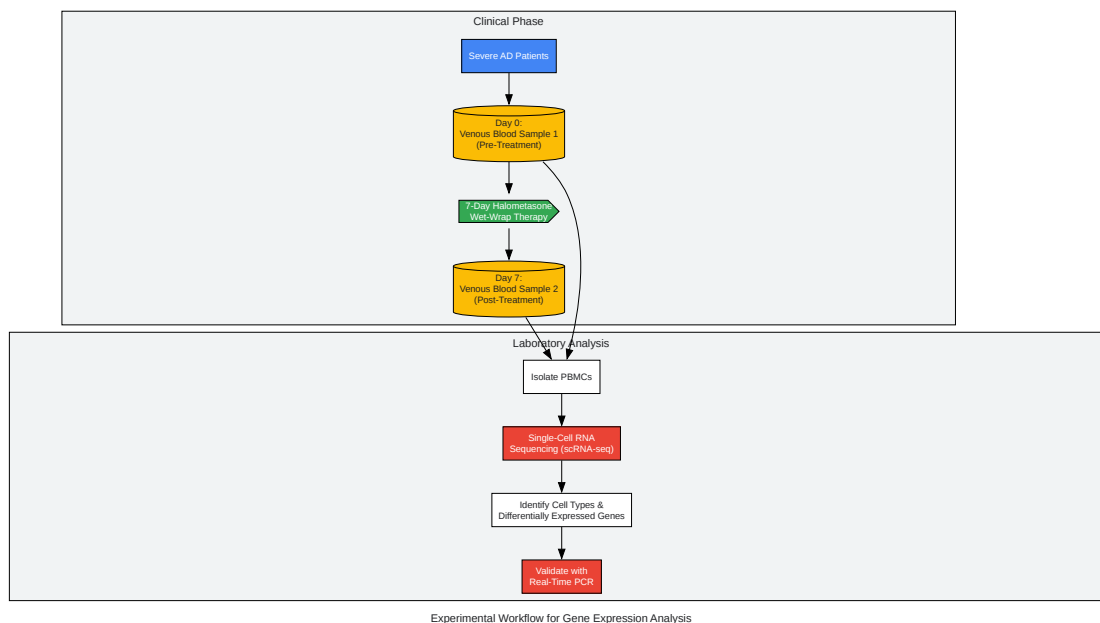 Clinical Phase
Severe AD Patients
Day 0:
Venous Blood Sample 1
(Pre-Treatment)
7-Day Halometasone
Wet-Wrap Therapy
Day 7:
Venous Blood Sample 2
(Post-Treatment)
Laboratory Analysis
Isolate PBMCs
Single-Cell RNA
Sequencing (scRNA-seq)
Identify Cell Types &
Differentially Expressed Genes
Validate with
Real-Time PCR
Experimental Workflow for Gene Expression Analysis